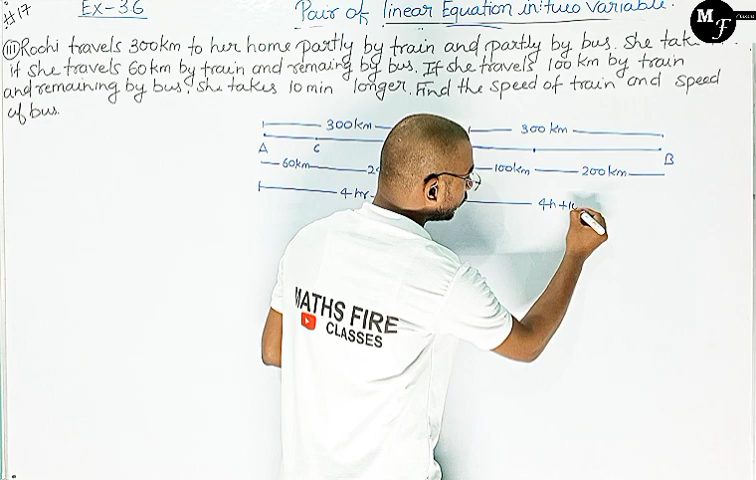 #17
Ex-36
Pair of linear Equation in two variable.
MF
(iii) Roohi travels 300km to her home partly by train and partly by bus. She
if she travels 60km by train and remaing by bus. If she travels 100 km by train
and remaining by bus, she takes 10 min longer. Find the speed of train and speed
of bus.
300km
300 km
A
C
B
60km
100km
200km
4 hr
4h +
MATHS FIRE
CLASSES